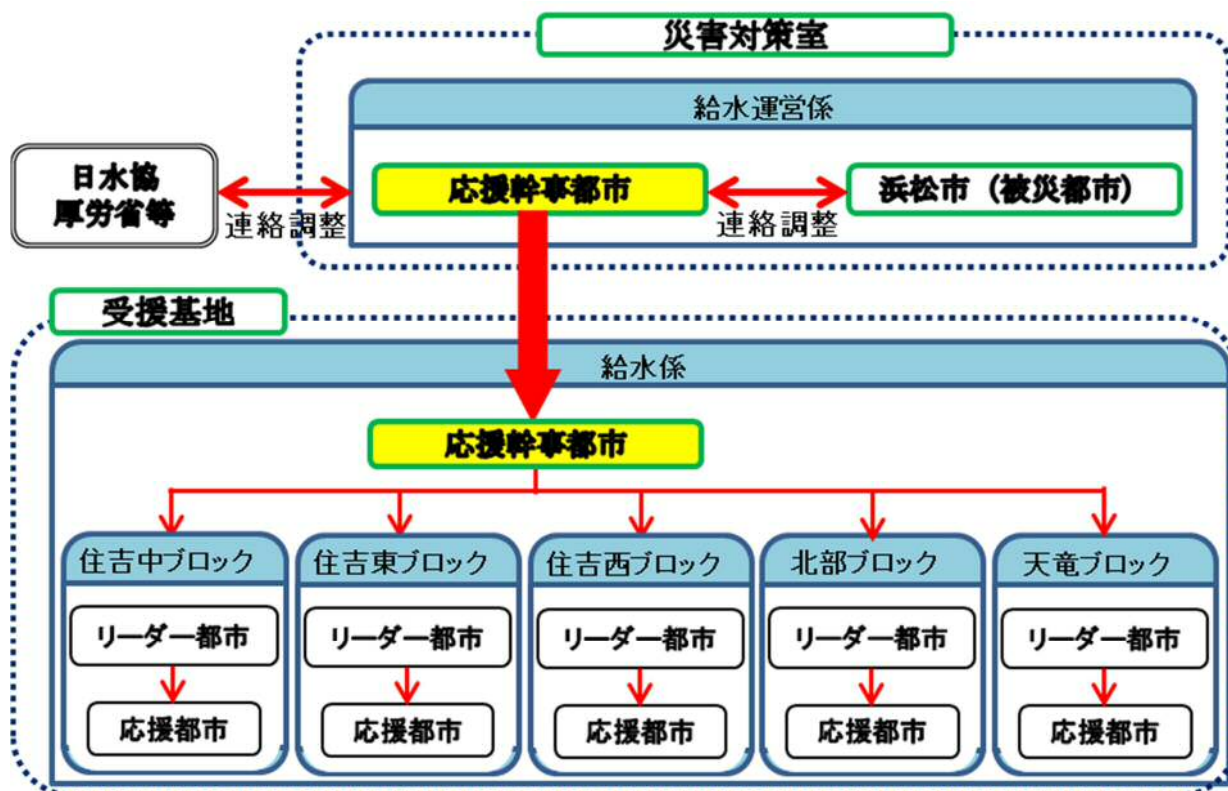 災害対策室
給水運営係
日水協
厚労省等
連絡調整
応援幹事都市
連絡調整
浜松市（被災都市）
受援基地
給水係
応援幹事都市
住吉中ブロック
住吉東ブロック
住吉西ブロック
北部ブロック
天竜ブロック
リーダー都市
リーダー都市
リーダー都市
リーダー都市
リーダー都市
応援都市
応援都市
応援都市
応援都市
応援都市